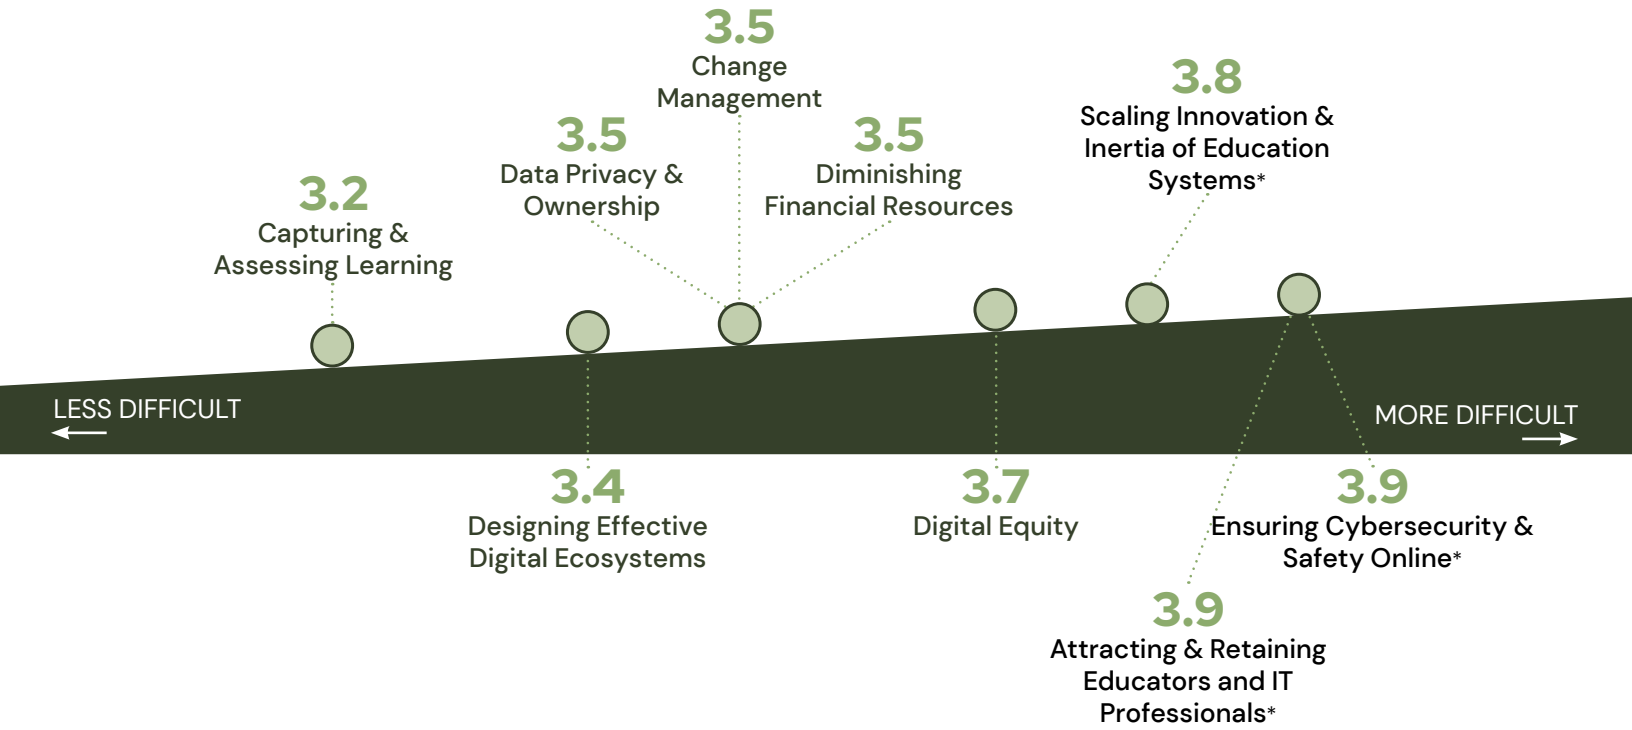 3.5
Change
Management
3.8
Scaling Innovation &
Inertia of Education
Systems*
3.5
Data Privacy &
Ownership
3.5
Diminishing
Financial Resources
3.2
Capturing &
Assessing Learning
LESS DIFFICULT
MORE DIFFICULT
3.4
Designing Effective
Digital Ecosystems
3.7
Digital Equity
3.9
Ensuring Cybersecurity &
Safety Online*
3.9
Attracting & Retaining
Educators and IT
Professionals*